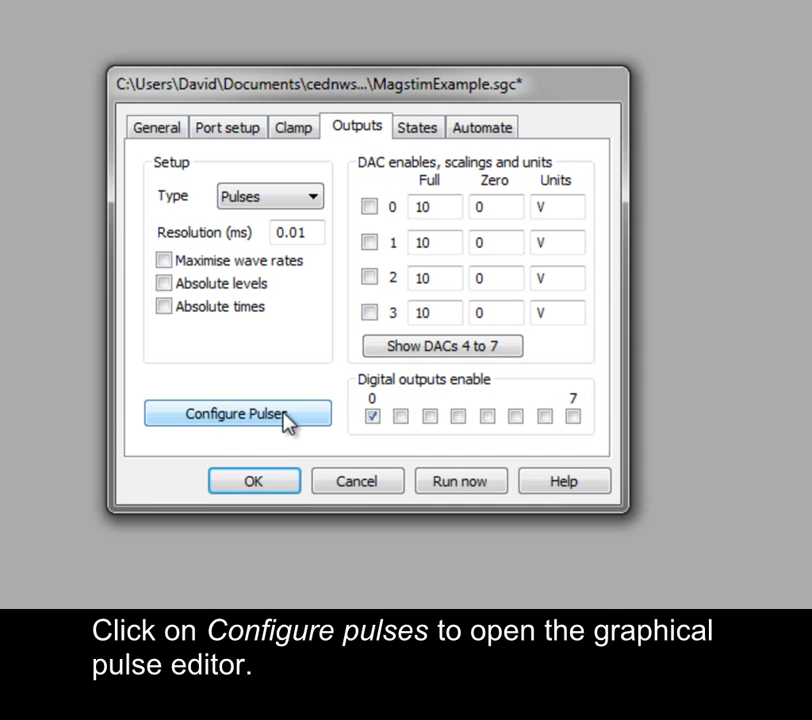 C:\Users\David\Documents\cednws...\MagstimExample.sgc*
General Port setup Clamp Outputs States Automate
Setup
Type Pulses
Resolution (ms) 0.01
Maximise wave rates
Absolute levels
Absolute times
Configure Pulses
DAC enables, scalings and units
Full Zero Units
0 10 0 V
1 10 0 V
2 10 0 V
3 10 0 V
Show DACs 4 to 7
Digital outputs enable
0 7
OK Cancel Run now Help
Click on Configure pulses to open the graphical
pulse editor.